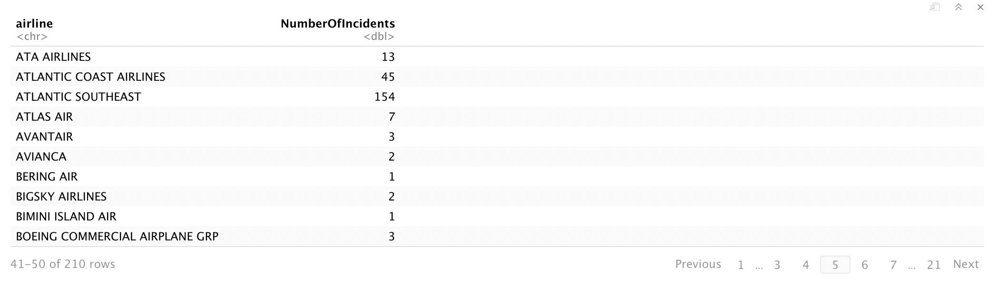 airline NumberOfIncidents
<chr> <dbl>
ATA AIRLINES 13
ATLANTIC COAST AIRLINES 45
ATLANTIC SOUTHEAST 154
ATLAS AIR 7
AVANTAIR 3
AVIANCA 2
BERING AIR 1
BIGSKY AIRLINES 2
BIMINI ISLAND AIR 1
BOEING COMMERCIAL AIRPLANE GRP 3
41–50 of 210 rows Previous 1 ... 3 4 5 6 7 ... 21 Next